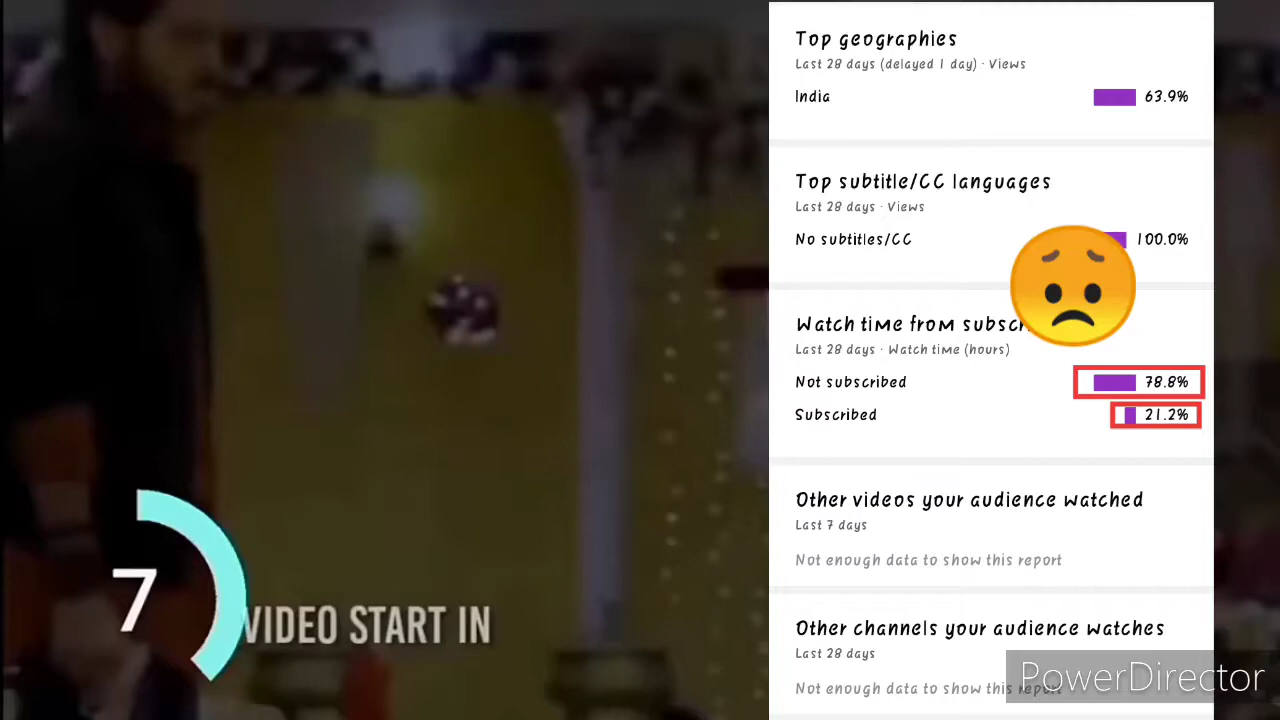 Top geographies
Last 28 days (delayed 1 day) · Views
India 63.9%
Top subtitle/CC languages
Last 28 days · Views
No subtitles/CC 100.0%
Watch time from
Last 28 days · Watch time (hours)
Not subscribed 78.8%
Subscribed 21.2%
Other videos your audience watched
Last 7 days
Not enough data to show this report
Other channels your audience watches
Last 28 days
Not enough data to show this report
7
VIDEO START IN
PowerDirector